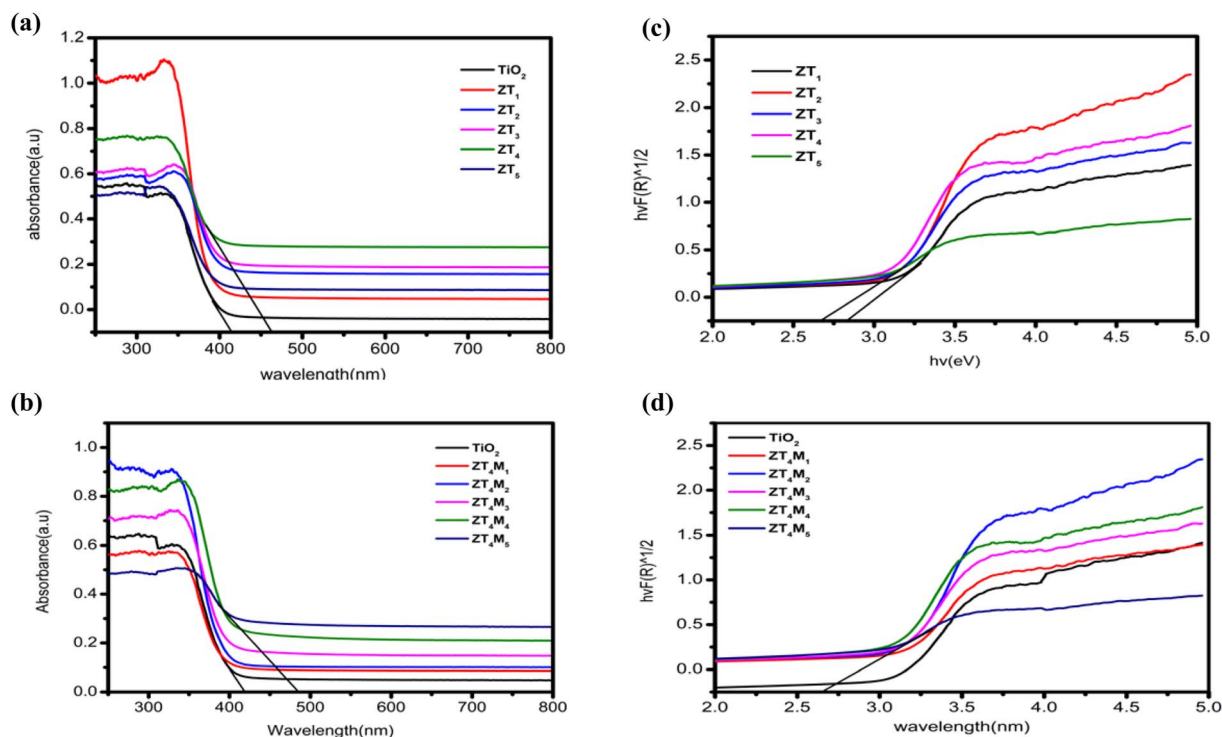 (a)
1.2
1.0
0.8
0.6
0.4
0.2
0.0
absorbance(a.u)
TiO₂
ZT₁
ZT₂
ZT₃
ZT₄
ZT₅
300 400 500 600 700 800
wavelength(nm)
(c)
2.5
2.0
1.5
1.0
0.5
0.0
hvF(R)^1/2
ZT₁
ZT₂
ZT₃
ZT₄
ZT₅
2.0 2.5 3.0 3.5 4.0 4.5 5.0
hv(eV)
(b)
1.0
0.8
0.6
0.4
0.2
0.0
Absorbance(a.u)
TiO₂
ZT₄M₁
ZT₄M₂
ZT₄M₃
ZT₄M₄
ZT₄M₅
300 400 500 600 700 800
Wavelength(nm)
(d)
2.5
2.0
1.5
1.0
0.5
0.0
hvF(R)^1/2
TiO₂
ZT₄M₁
ZT₄M₂
ZT₄M₃
ZT₄M₄
ZT₄M₅
2.0 2.5 3.0 3.5 4.0 4.5 5.0
wavelength(nm)